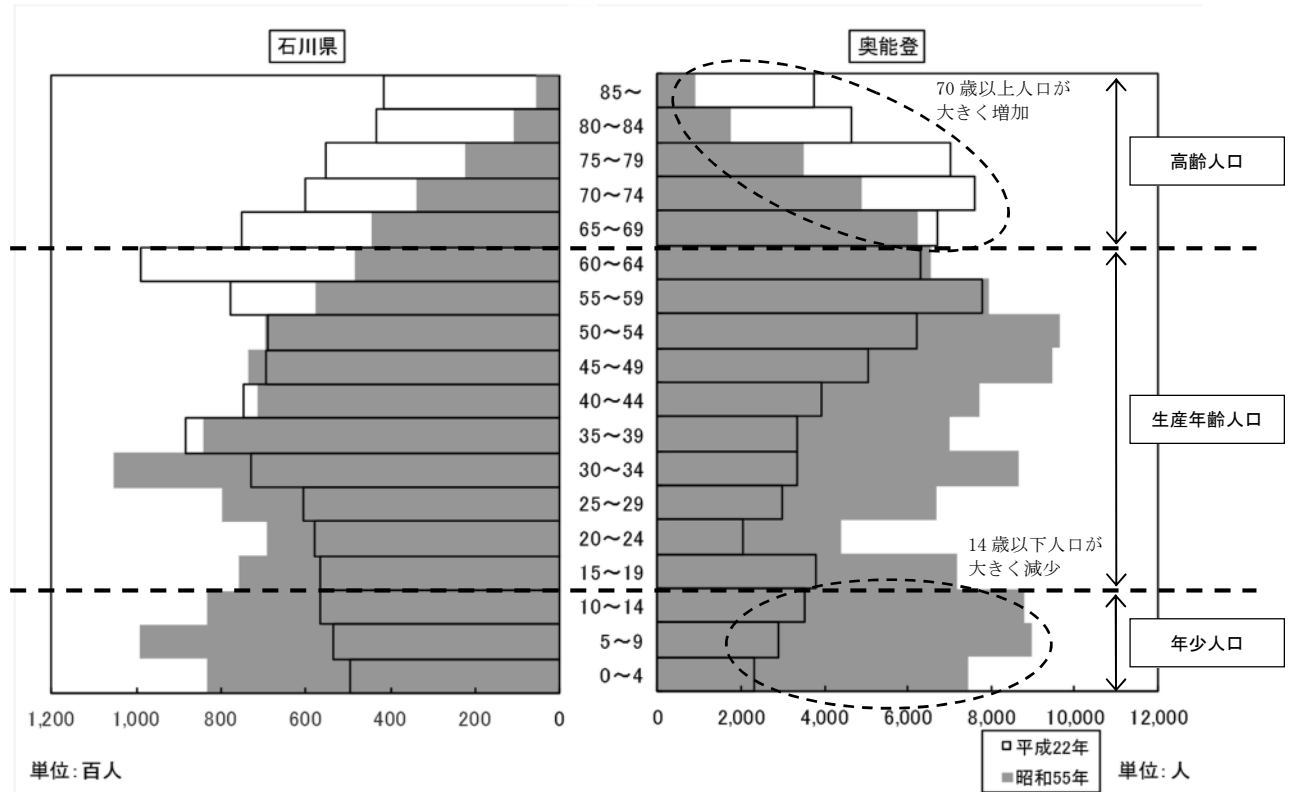 石川県
奥能登
85～
80～84
75～79
70～74
65～69
60～64
55～59
50～54
45～49
40～44
35～39
30～34
25～29
20～24
15～19
10～14
5～9
0～4
70 歳以上人口が
大きく増加
14 歳以下人口が
大きく減少
高齢人口
生産年齢人口
年少人口
1,200 1,000 800 600 400 200 0
0 2,000 4,000 6,000 8,000 10,000 12,000
単位：百人
平成22年
昭和55年
単位：人